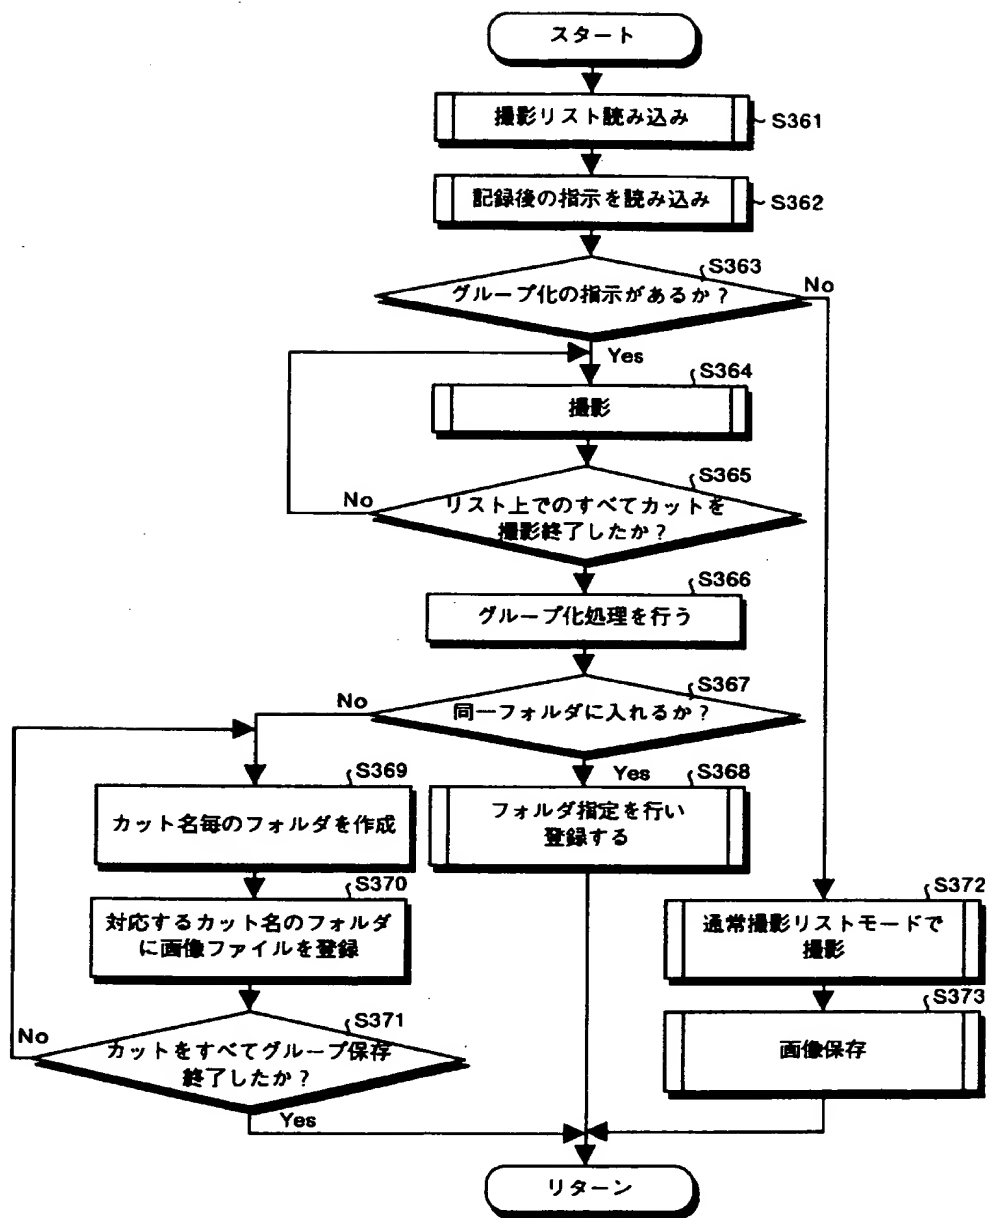 スタート
撮影リスト読み込み
S361
記録後の指示を読み込み
S362
S363
グループ化の指示があるか？
No
Yes
S364
撮影
S365
No
リスト上でのすべてカットを
撮影終了したか？
S366
グループ化処理を行う
S367
No
同一フォルダに入れるか？
S369
Yes
S368
カット名毎のフォルダを作成
フォルダ指定を行い
登録する
S370
対応するカット名のフォルダ
に画像ファイルを登録
S372
通常撮影リストモードで
撮影
S371
No
カットをすべてグループ保存
終了したか？
S373
画像保存
Yes
リターン